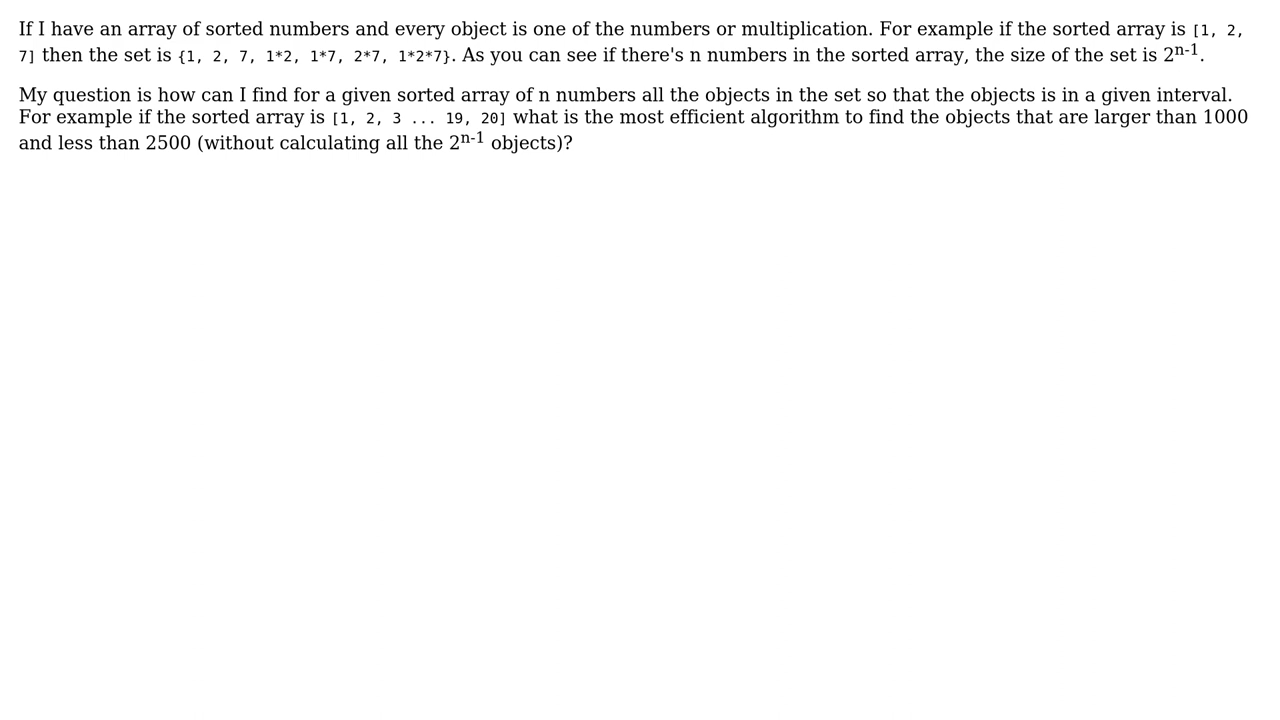 If I have an array of sorted numbers and every object is one of the numbers or multiplication. For example if the sorted array is [1, 2,
7] then the set is {1, 2, 7, 1*2, 1*7, 2*7, 1*2*7}. As you can see if there's n numbers in the sorted array, the size of the set is 2n-1.
My question is how can I find for a given sorted array of n numbers all the objects in the set so that the objects is in a given interval.
For example if the sorted array is [1, 2, 3 ... 19, 20] what is the most efficient algorithm to find the objects that are larger than 1000
and less than 2500 (without calculating all the 2n-1 objects)?